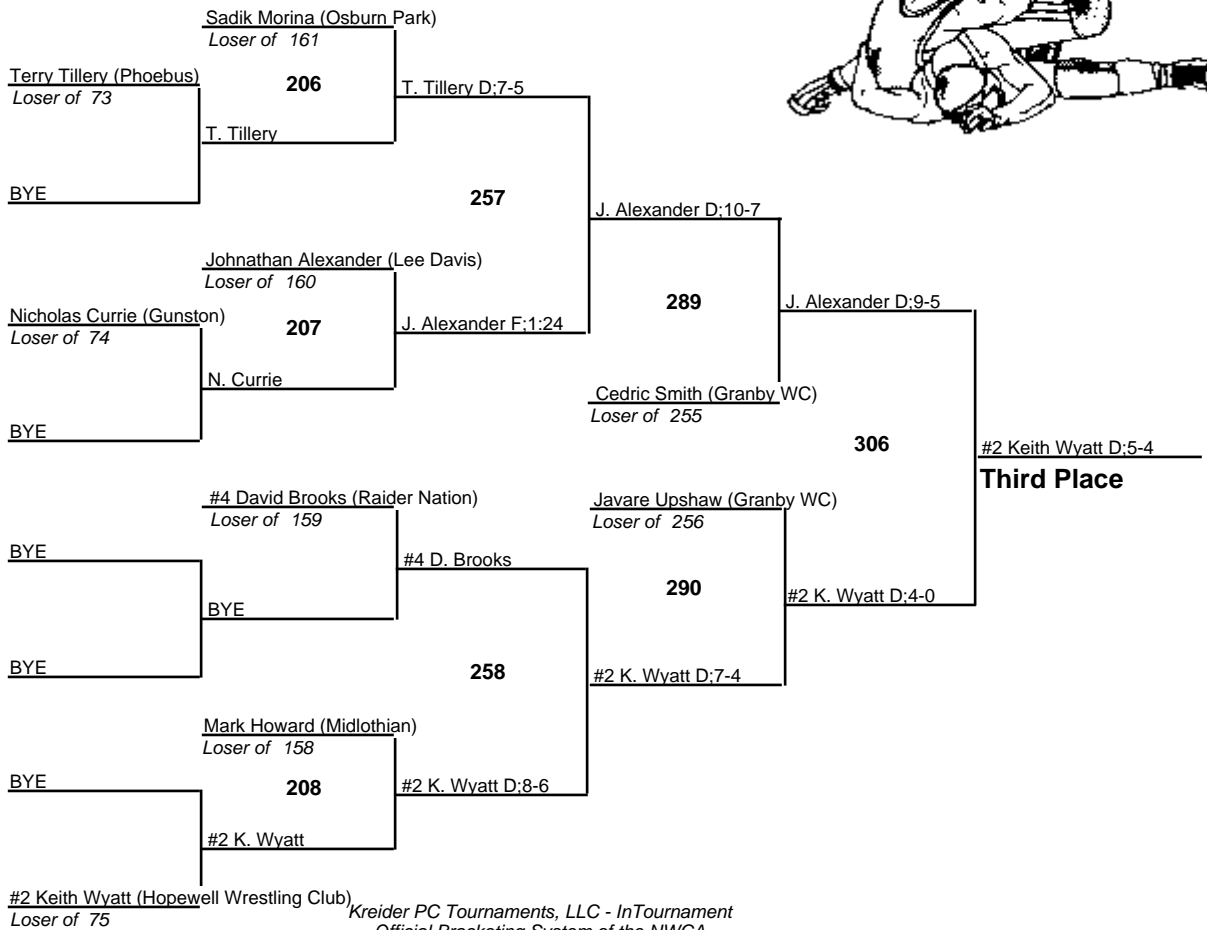 Sadik Morina (Osburn Park)
Loser of 161
Terry Tillery (Phoebus)
Loser of 73
206
T. Tillery D;7-5
T. Tillery
BYE
257
J. Alexander D;10-7
Johnathan Alexander (Lee Davis)
Loser of 160
Nicholas Currie (Gunston)
Loser of 74
207
J. Alexander F;1:24
289
J. Alexander D;9-5
N. Currie
Cedric Smith (Granby WC)
Loser of 255
BYE
306
#2 Keith Wyatt D;5-4
Third Place
#4 David Brooks (Raider Nation)
Loser of 159
Javare Upshaw (Granby WC)
Loser of 256
BYE
#4 D. Brooks
290
#2 K. Wyatt D;4-0
BYE
BYE
258
#2 K. Wyatt D;7-4
Mark Howard (Midlothian)
Loser of 158
BYE
208
#2 K. Wyatt D;8-6
#2 K. Wyatt
#2 Keith Wyatt (Hopewell Wrestling Club)
Loser of 75
Kreider PC Tournaments, LLC - InTournament
Official Bracketing System of the NWCA